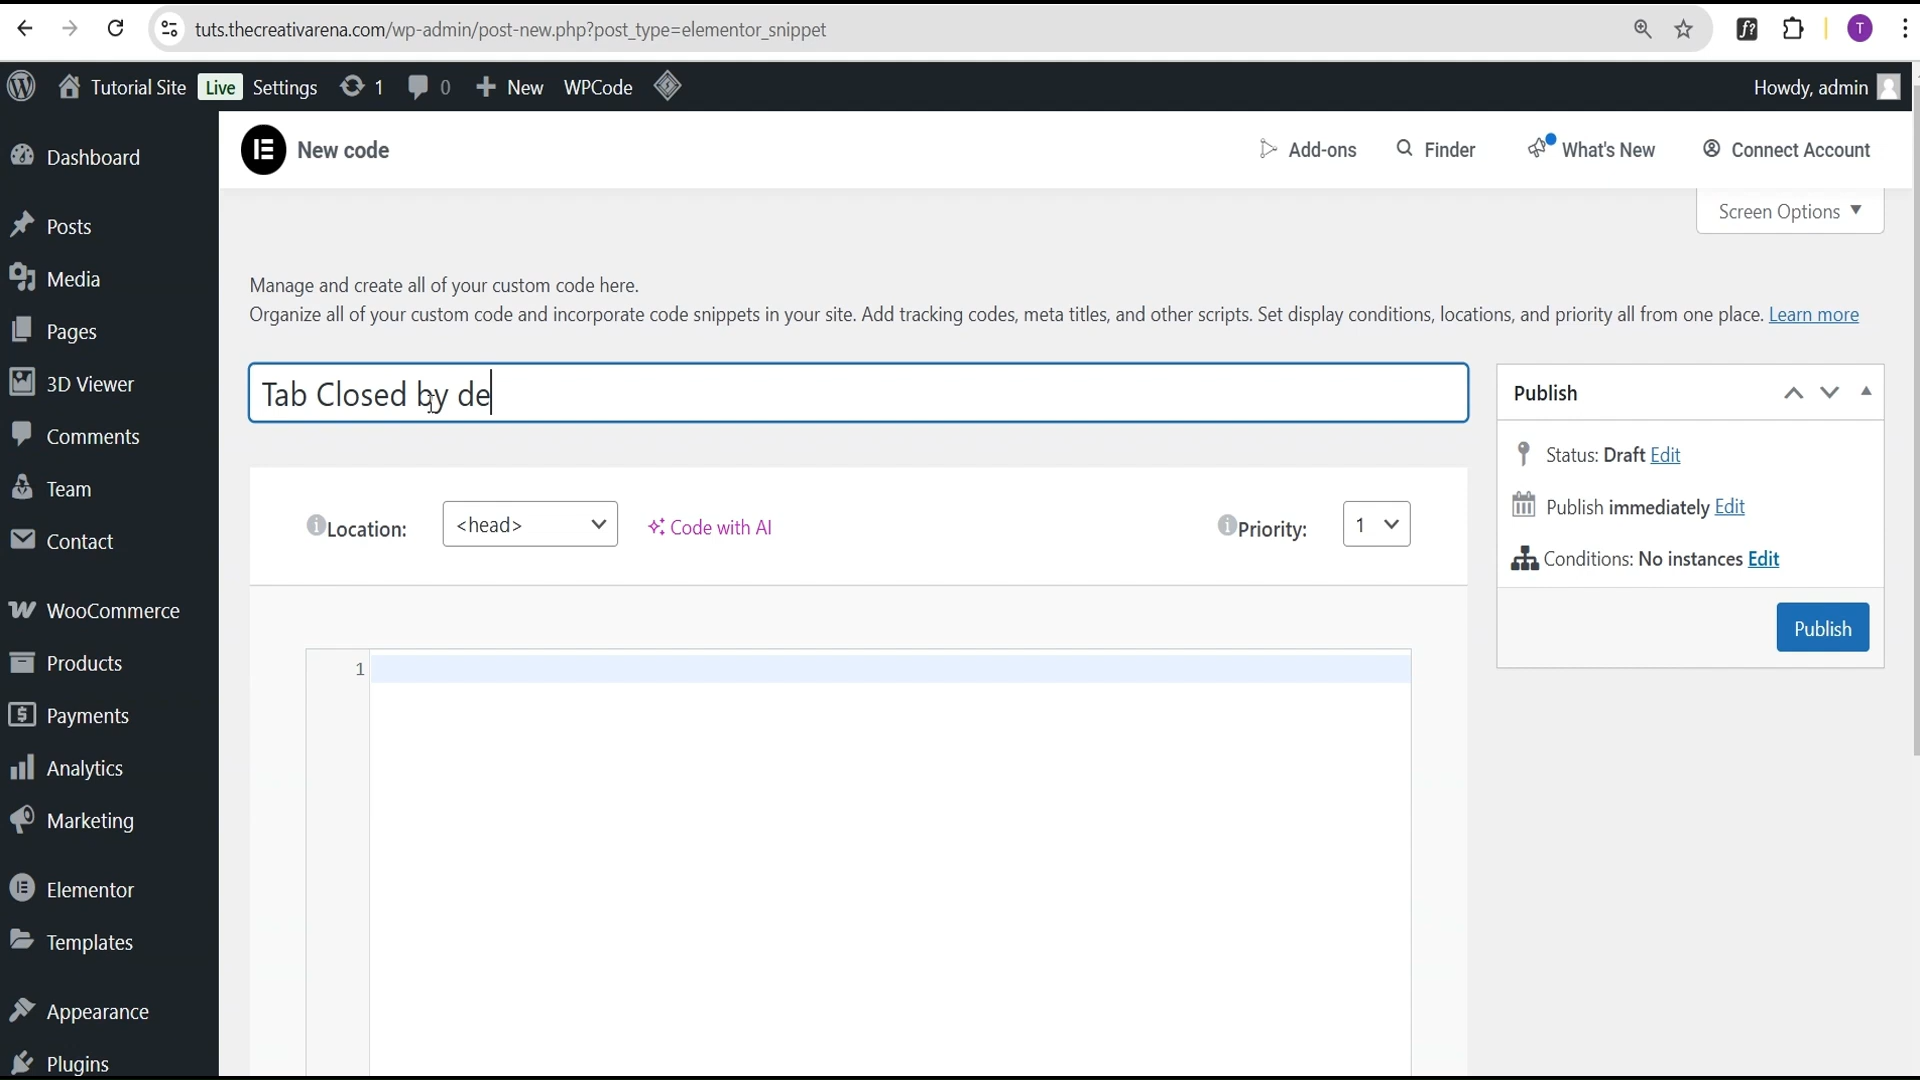 tuts.thecreativarena.com/wp-admin/post-new.php?post_type=elementor_snippet
f?
T
Tutorial Site Live Settings 1 0 New WPCode
Howdy, admin
Dashboard
Posts
Media
Pages
3D Viewer
Comments
Team
Contact
WooCommerce
Products
Payments
Analytics
Marketing
Elementor
Templates
Appearance
Plugins
New code
Add-ons
Finder
What's New
Connect Account
Screen Options
Manage and create all of your custom code here.
Organize all of your custom code and incorporate code snippets in your site. Add tracking codes, meta titles, and other scripts. Set display conditions, locations, and priority all from one place. Learn more
Tab Closed by de
Location: <head> Code with AI Priority: 1
1
Publish
Status: Draft Edit
Publish immediately Edit
Conditions: No instances Edit
Publish